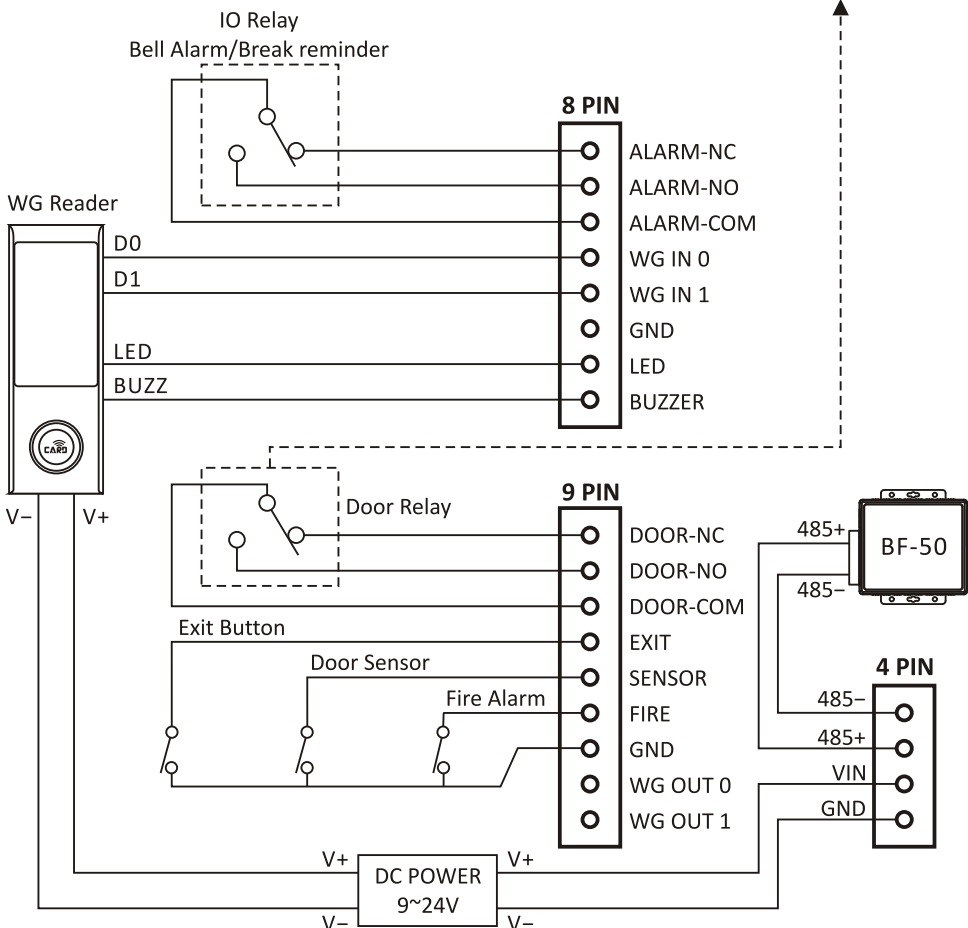 IO Relay
Bell Alarm/Break reminder
8 PIN
ALARM-NC
ALARM-NO
ALARM-COM
WG IN 0
WG IN 1
GND
LED
BUZZER
WG Reader
D0
D1
LED
BUZZ
CARD
V−
V+
Door Relay
9 PIN
DOOR-NC
DOOR-NO
DOOR-COM
EXIT
SENSOR
FIRE
GND
WG OUT 0
WG OUT 1
Exit Button
Door Sensor
Fire Alarm
485+
BF-50
485−
4 PIN
485−
485+
VIN
GND
V+
DC POWER
9~24V
V+
V−
V−